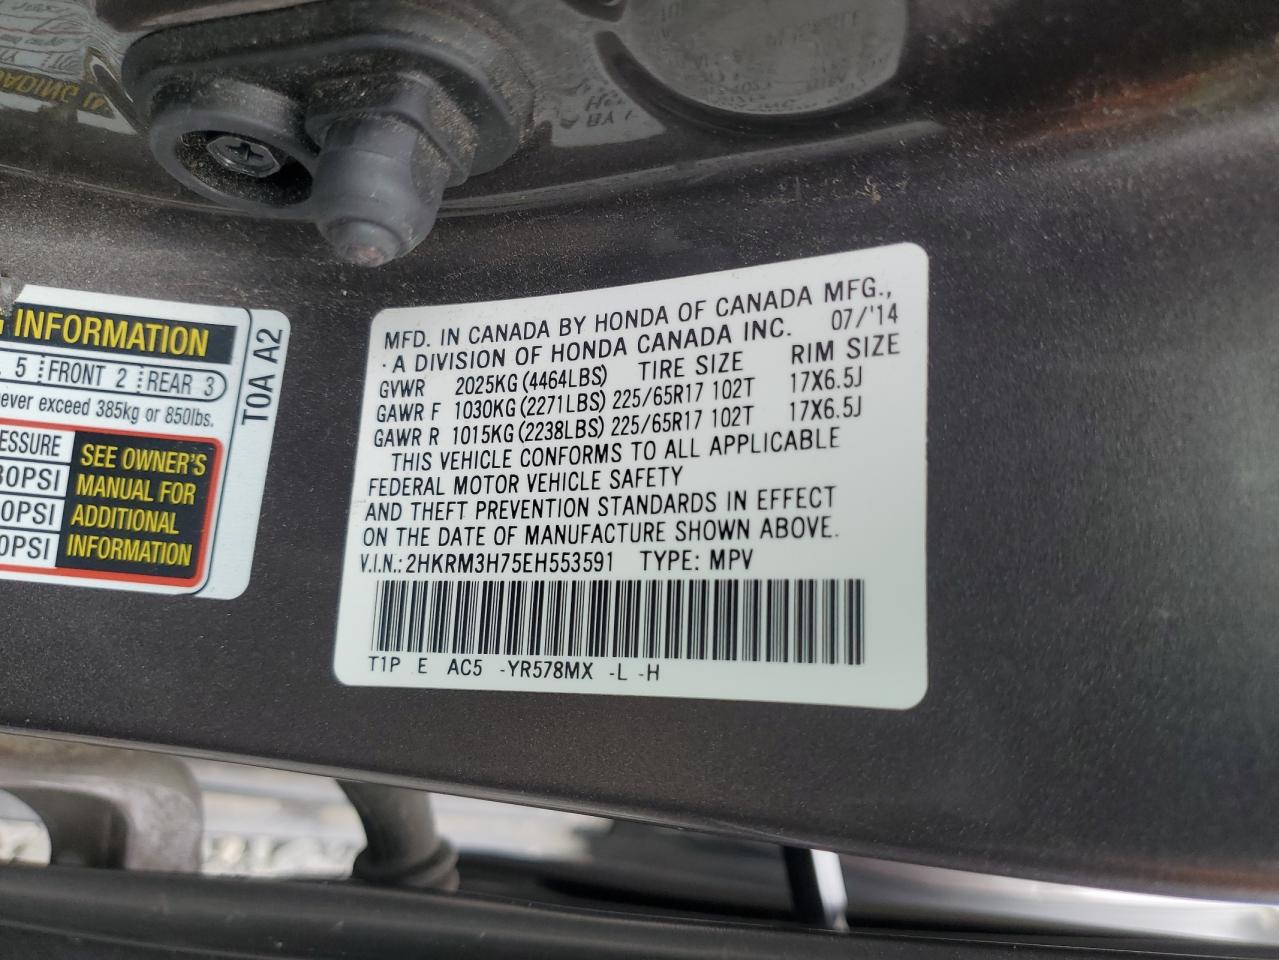 INFORMATION
5 FRONT 2 REAR 3
never exceed 385kg or 850lbs.
SEE OWNER'S
MANUAL FOR
ADDITIONAL
INFORMATION
T0A A2
MFD. IN CANADA BY HONDA OF CANADA MFG.,
A DIVISION OF HONDA CANADA INC. 07/'14
GVWR 2025KG (4464LBS) TIRE SIZE RIM SIZE
GAWR F 1030KG (2271LBS) 225/65R17 102T 17X6.5J
GAWR R 1015KG (2238LBS) 225/65R17 102T 17X6.5J
THIS VEHICLE CONFORMS TO ALL APPLICABLE
FEDERAL MOTOR VEHICLE SAFETY
AND THEFT PREVENTION STANDARDS IN EFFECT
ON THE DATE OF MANUFACTURE SHOWN ABOVE.
V.I.N.: 2HKRM3H75EH553591 TYPE: MPV
T1P E AC5 -YR578MX -L -H